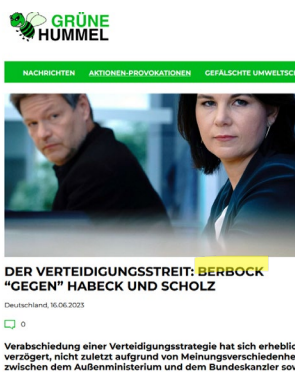 GRÜNE
HUMMEL
NACHRICHTEN AKTIONEN-PROVOKATIONEN GEFÄLSCHTE UMWELTSC
DER VERTEIDIGUNGSSTREIT: BERBOCK
“GEGEN” HABECK UND SCHOLZ
Deutschland, 16.06.2023
0
Verabschiedung einer Verteidigungsstrategie hat sich erheblic
verzögert, nicht zuletzt aufgrund von Meinungsverschiedenhe
zwischen dem Außenministerium und dem Bundeskanzler sov